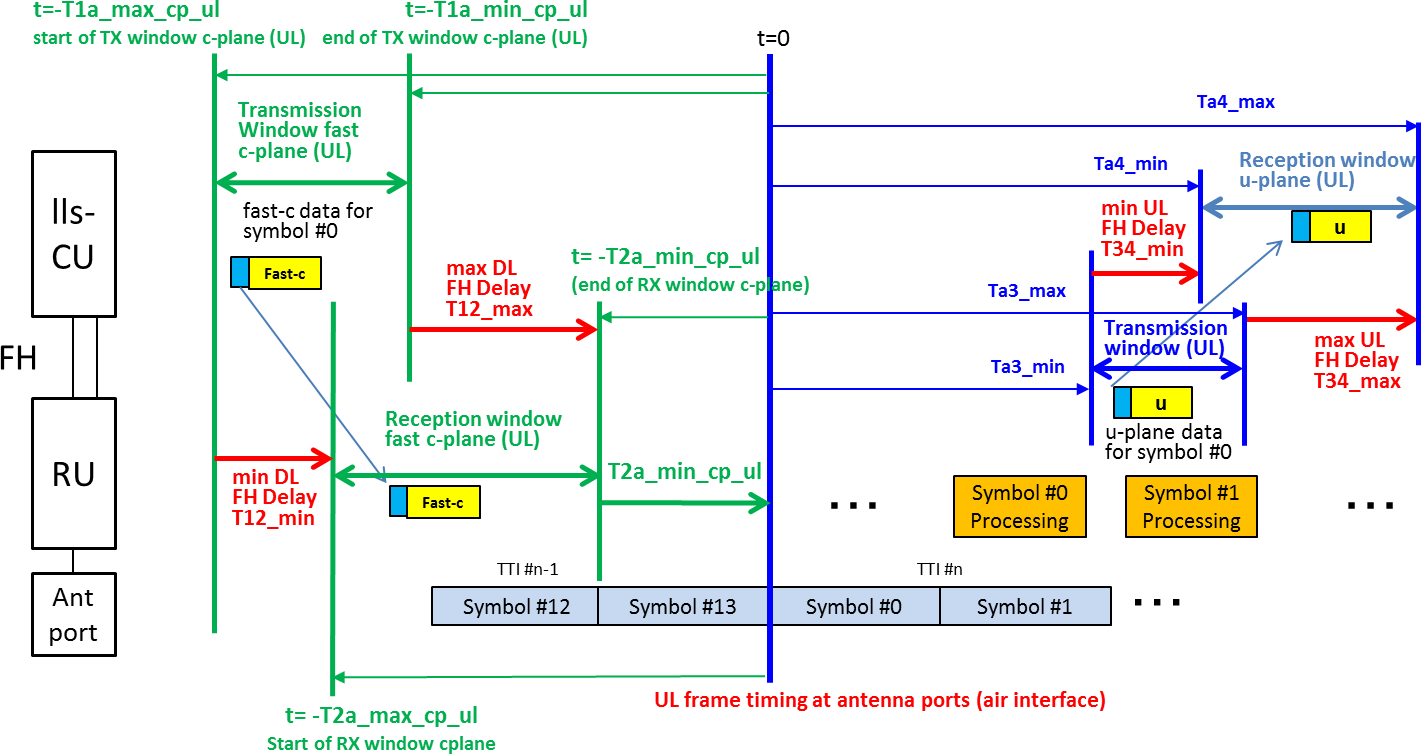 t=-T1a_max_cp_ul
start of TX window c-plane (UL)
t=-T1a_min_cp_ul
end of TX window c-plane (UL)
t=0
Transmission
Window fast
c-plane (UL)
fast-c data for
symbol #0
Fast-c
lls-
CU
FH
RU
Ant
port
max DL
FH Delay
T12_max
t= -T2a_min_cp_ul
(end of RX window c-plane)
Ta4_max
Ta4_min
Reception window
u-plane (UL)
u
min UL
FH Delay
T34_min
Ta3_max
Transmission
window (UL)
Ta3_min
max UL
FH Delay
T34_max
u
u-plane data
for symbol #0
Reception window
fast c-plane (UL)
min DL
FH Delay
T12_min
Fast-c
T2a_min_cp_ul
...
Symbol #0
Processing
Symbol #1
Processing
...
TTI #n-1
TTI #n
Symbol #12
Symbol #13
Symbol #0
Symbol #1
...
UL frame timing at antenna ports (air interface)
t= -T2a_max_cp_ul
Start of RX window cplane